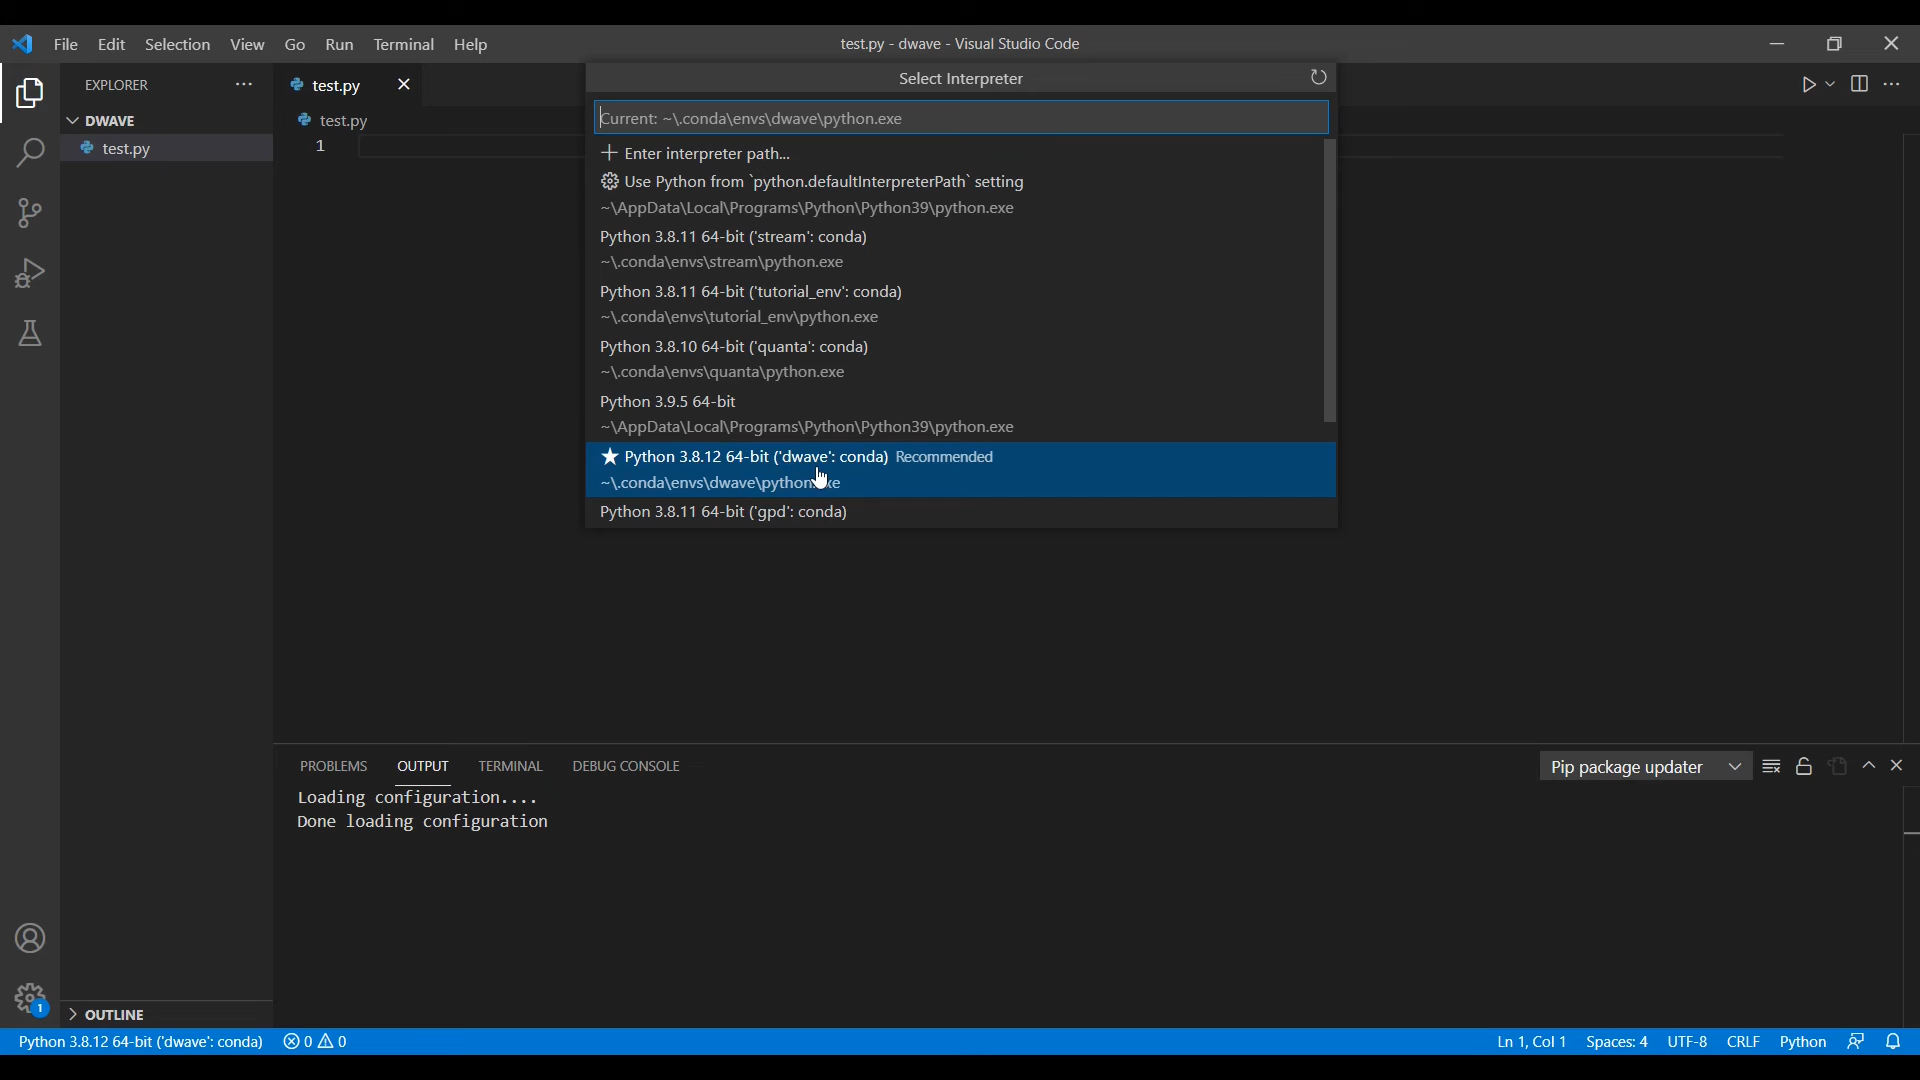 File Edit Selection View Go Run Terminal Help
test.py - dwave - Visual Studio Code
EXPLORER
test.py
Select Interpreter
DWAVE
test.py
Current: ~\.conda\envs\dwave\python.exe
test.py
1
Enter interpreter path...
Use Python from `python.defaultInterpreterPath` setting
~\AppData\Local\Programs\Python\Python39\python.exe
Python 3.8.11 64-bit ('stream': conda)
~\.conda\envs\stream\python.exe
Python 3.8.11 64-bit ('tutorial_env': conda)
~\.conda\envs\tutorial_env\python.exe
Python 3.8.10 64-bit ('quanta': conda)
~\.conda\envs\quanta\python.exe
Python 3.9.5 64-bit
~\AppData\Local\Programs\Python\Python39\python.exe
★ Python 3.8.12 64-bit ('dwave': conda) Recommended
~\.conda\envs\dwave\python.exe
Python 3.8.11 64-bit ('gpd': conda)
PROBLEMS OUTPUT TERMINAL DEBUG CONSOLE
Pip package updater
Loading configuration....
Done loading configuration
1
OUTLINE
Python 3.8.12 64-bit ('dwave': conda) 0 0
Ln 1, Col 1 Spaces: 4 UTF-8 CRLF Python